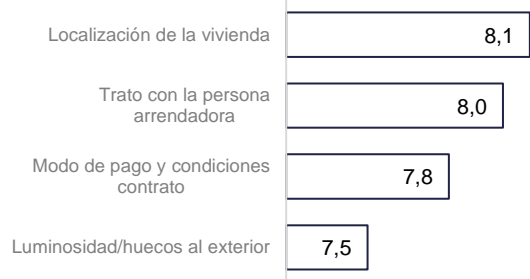 Localización de la vivienda
8,1
Trato con la persona
arrendadora
8,0
Modo de pago y condiciones
contrato
7,8
Luminosidad/huecos al exterior
7,5